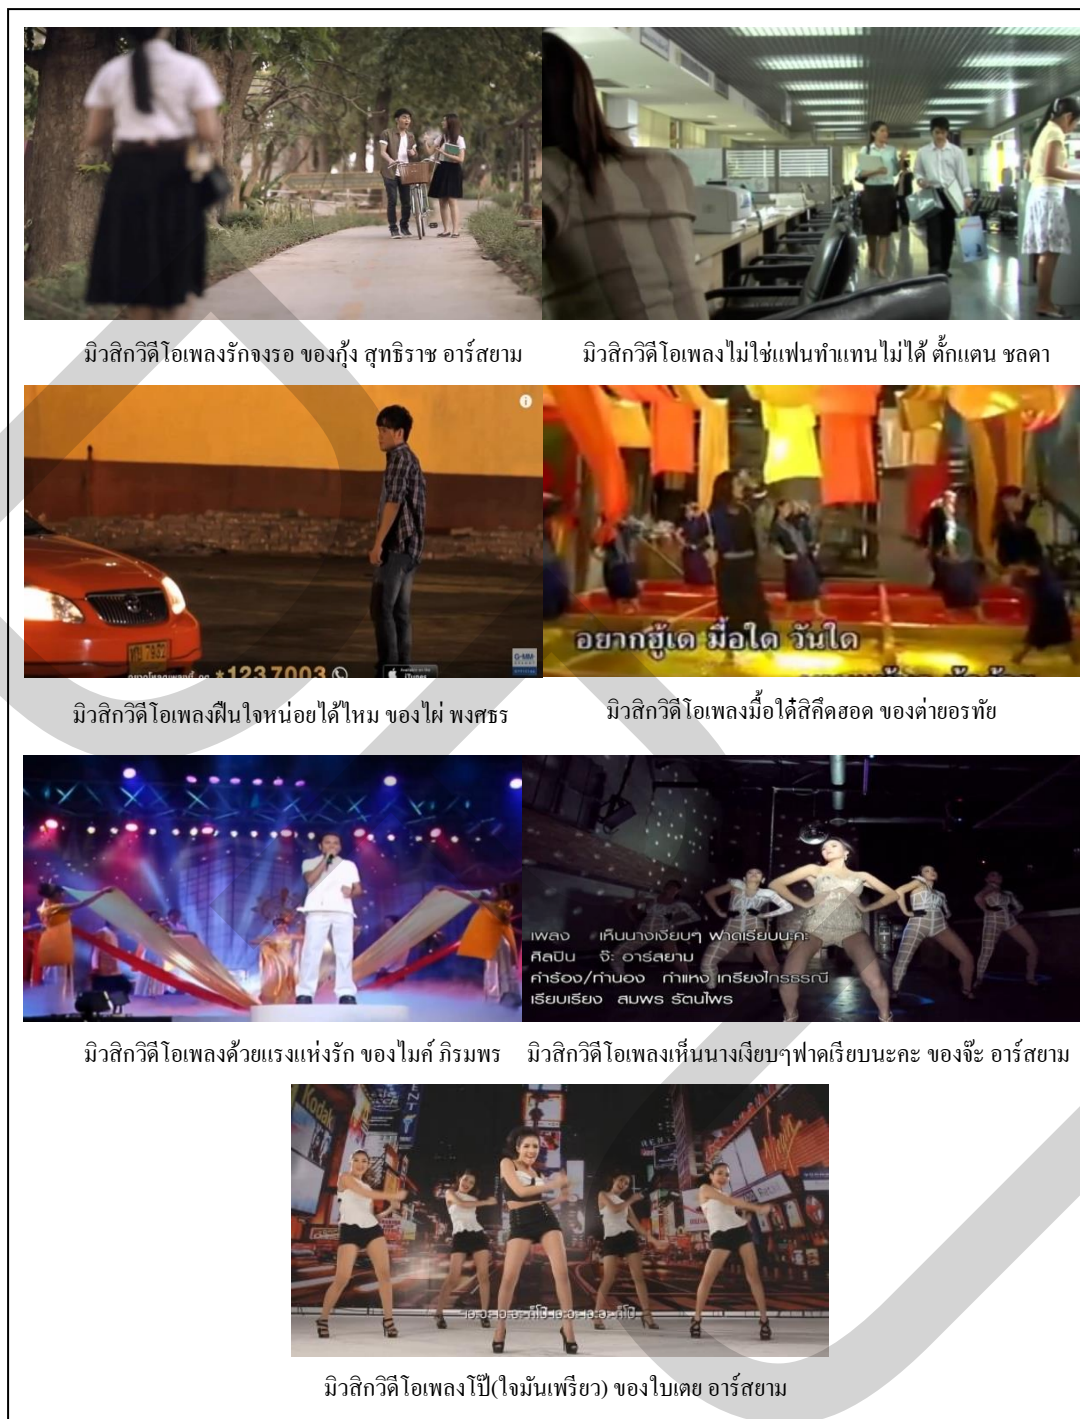 มิวสิกวิดีโอเพลงรักจงรอ ของกุ้ง สุทธิราช อาร์สยาม
มิวสิกวิดีโอเพลงไม่ใช่แฟนทำแทนไม่ได้ ตั๊กแตน ชลดา
*1237003
iTunes
มิวสิกวิดีโอเพลงฝืนใจหน่อยได้ไหม ของไผ่ พงศธร
อยากฮู้เด มื้อใด วันใด
มิวสิกวิดีโอเพลงมื้อใด๋สิคึดฮอด ของต่ายอรทัย
มิวสิกวิดีโอเพลงด้วยแรงแห่งรัก ของไมค์ ภิรมพร
เพลง เห็นนางเงียบๆ ฟาดเรียบนะคะ
ศิลปิน จ๊ะ อาร์สยาม
คำร้อง/ทำนอง กำแหง เกรียงไกรธรณี
เรียบเรียง สมพร รัตนไพร
มิวสิกวิดีโอเพลงเห็นนางเงียบๆฟาดเรียบนะคะ ของจ๊ะ อาร์สยาม
Kodak
มิวสิกวิดีโอเพลงโป๊(ใจมันเพรียว) ของใบเตย อาร์สยาม